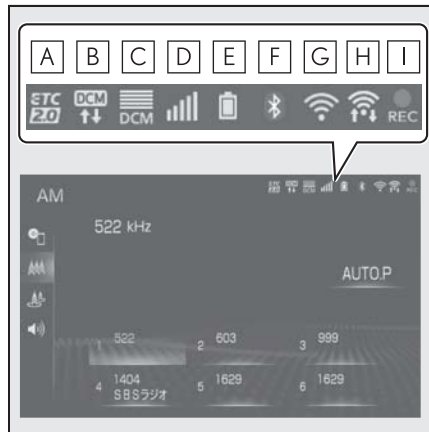 A B C D E F G H I
ETC 2.0 DCM DCM REC
AM
522 kHz
AUTO.P
1 522 2 603 3 999
4 1404 SBSラジオ 5 1629 6 1629